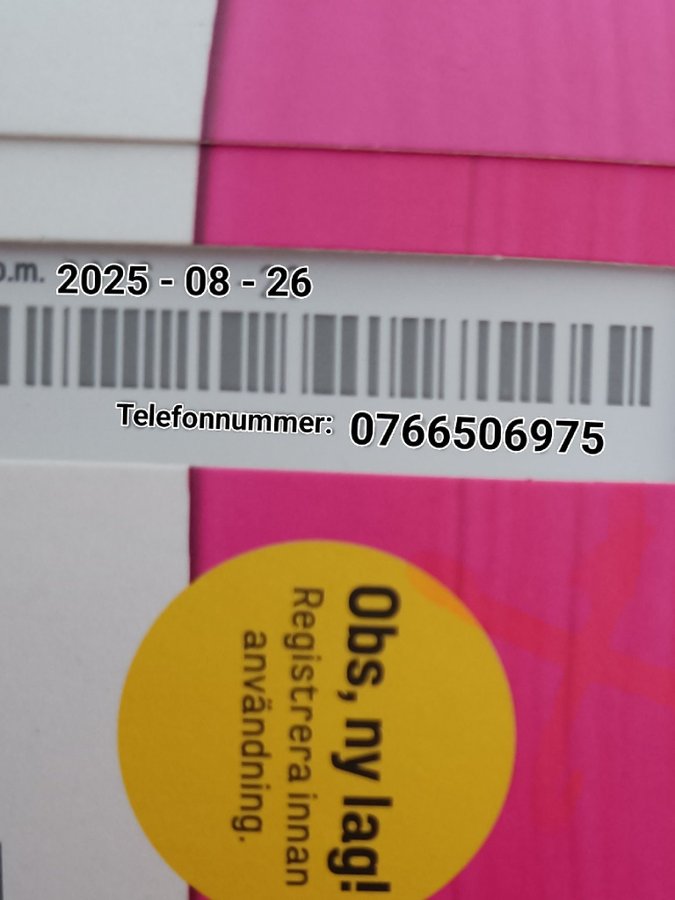 o.m. 2025 - 08 - 26
Telefonnummer: 0766506975
Obs, ny lag!
Registrera innan
användning.